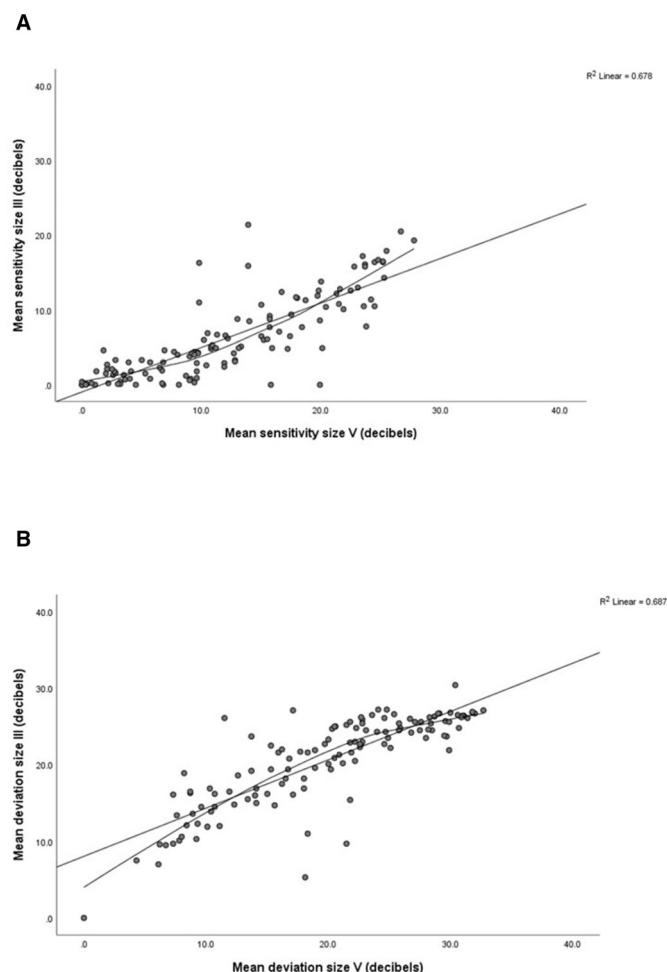 A
R2 Linear = 0.678
40.0
30.0
20.0
10.0
.0
Mean sensitivity size III (decibels)
.0 10.0 20.0 30.0 40.0
Mean sensitivity size V (decibels)
B
R2 Linear = 0.687
40.0
30.0
20.0
10.0
.0
Mean deviation size III (decibels)
.0 10.0 20.0 30.0 40.0
Mean deviation size V (decibels)